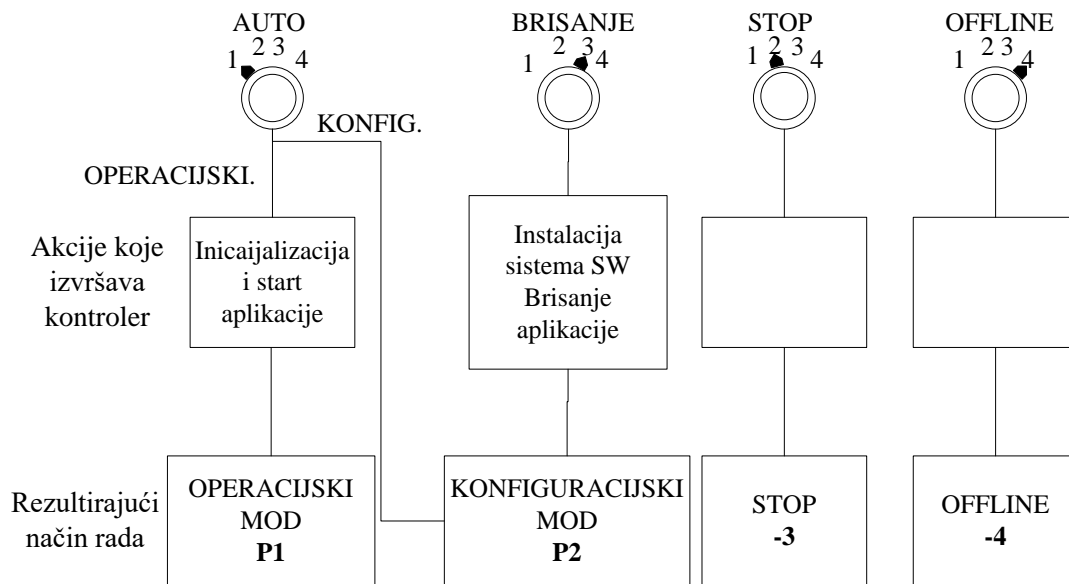 AUTO
1 2 3 4
BRISANJE
1 2 3 4
STOP
1 2 3 4
OFFLINE
1 2 3 4
KONFIG.
OPERACIJSKI.
Akcije koje
izvršava
kontroler
Inicaijalizacija
i start
aplikacije
Instalacija
sistema SW
Brisanje
aplikacije
Rezultirajući
način rada
OPERACIJSKI
MOD
P1
KONFIGURACIJSKI
MOD
P2
STOP
-3
OFFLINE
-4